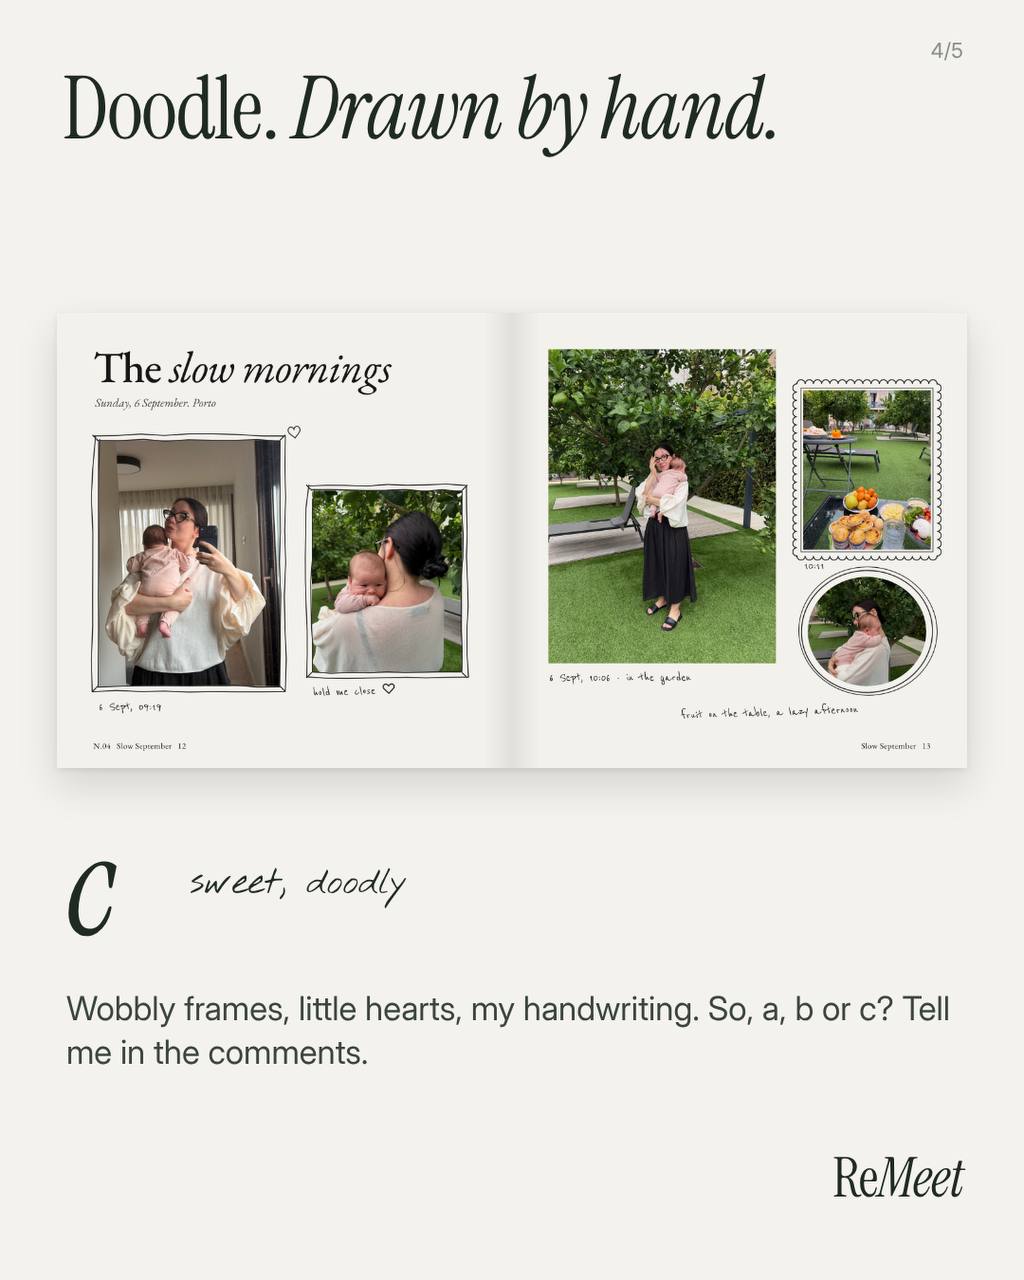 4/5
Doodle. Drawn by hand.
The slow mornings
Sunday, 6 September. Porto
6 Sept, 09:19
hold me close
N.04 Slow September 12
6 Sept, 10:06 - in the garden
10:11
fruit on the table, a lazy afternoon
Slow September 13
C
sweet, doodly
Wobbly frames, little hearts, my handwriting. So, a, b or c? Tell
me in the comments.
ReMeet